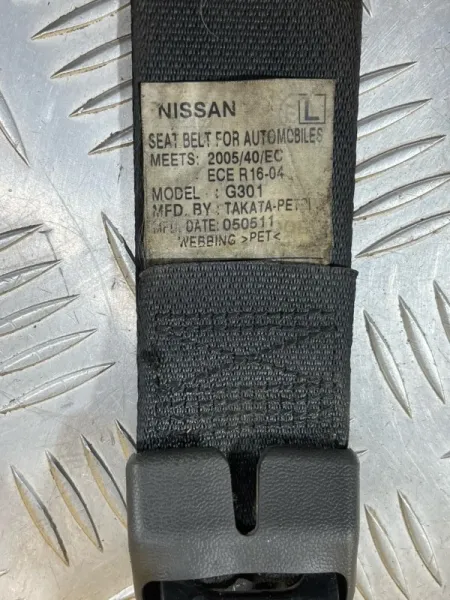 NISSAN L
SEAT BELT FOR AUTOMOBILES
MEETS: 2005/40/EC
ECE R16-04
MODEL : G301
MFD. BY : TAKATA-PETRI
MFD. DATE: 050511
WEBBING >PET<